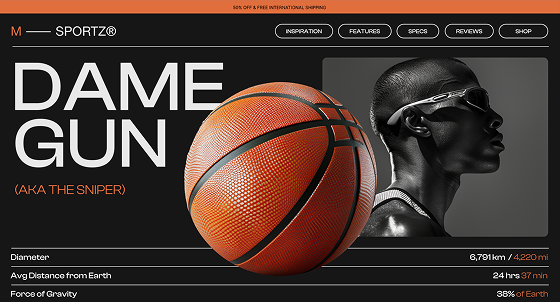 50% OFF & FREE INTERNATIONAL SHIPPING
M — SPORTZ®
INSPIRATION
FEATURES
SPECS
REVIEWS
SHOP
DAME
GUN
(AKA THE SNIPER)
Diameter 6,791 km / 4,220 mi
Avg Distance from Earth 24 hrs 37 min
Force of Gravity 38% of Earth